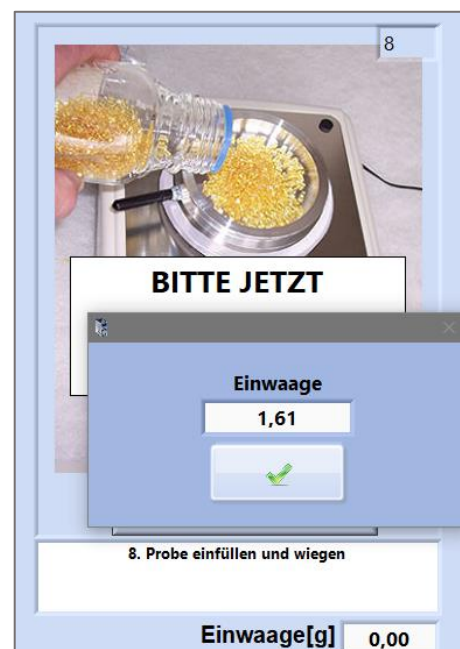 8
BITTE JETZT
Einwaage
1,61
8. Probe einfüllen und wiegen
Einwaage[g] 0,00